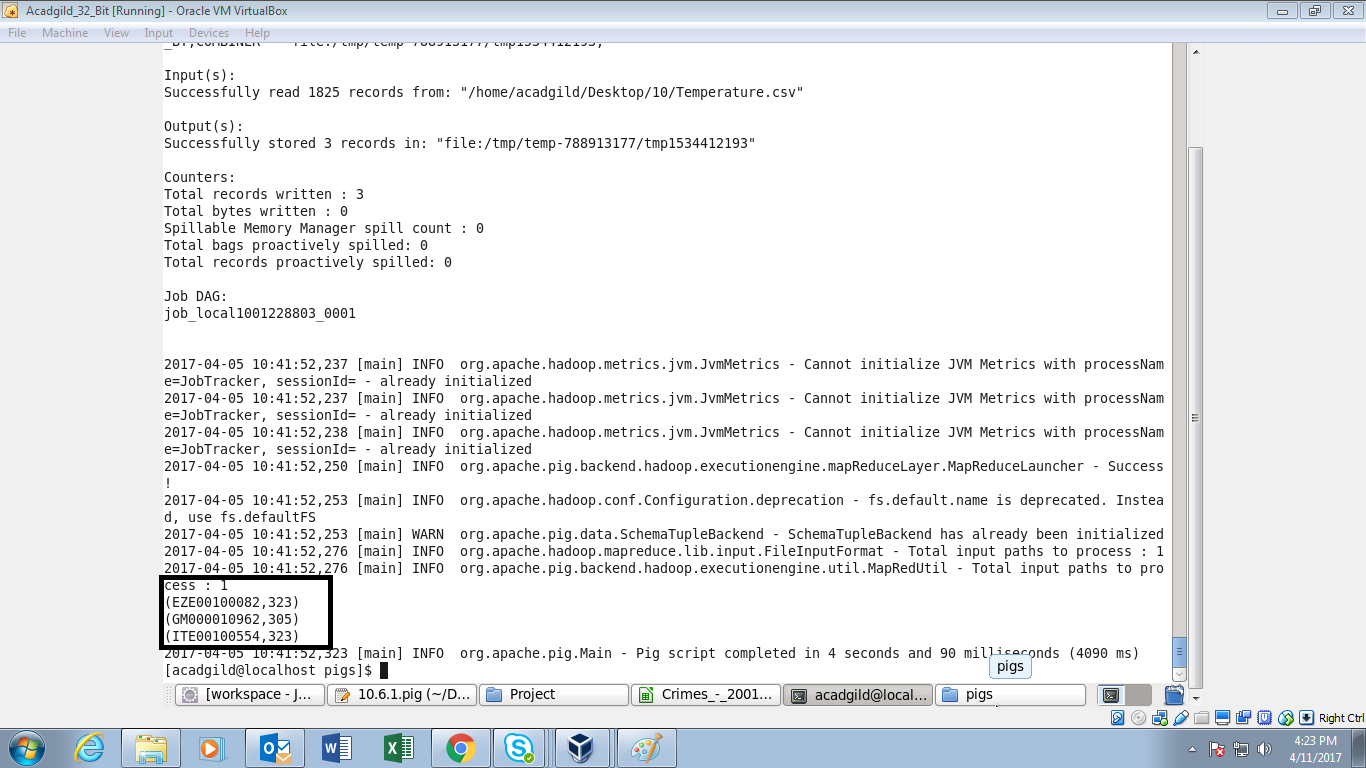 Acadgild_32_Bit [Running] - Oracle VM VirtualBox
File Machine View Input Devices Help
Input(s):
Successfully read 1825 records from: "/home/acadgild/Desktop/10/Temperature.csv"
Output(s):
Successfully stored 3 records in: "file:/tmp/temp-788913177/tmp1534412193"
Counters:
Total records written : 3
Total bytes written : 0
Spillable Memory Manager spill count : 0
Total bags proactively spilled: 0
Total records proactively spilled: 0
Job DAG:
job_local1001228803_0001
2017-04-05 10:41:52,237 [main] INFO  org.apache.hadoop.metrics.jvm.JvmMetrics - Cannot initialize JVM Metrics with processNam
e=JobTracker, sessionId= - already initialized
2017-04-05 10:41:52,237 [main] INFO  org.apache.hadoop.metrics.jvm.JvmMetrics - Cannot initialize JVM Metrics with processNam
e=JobTracker, sessionId= - already initialized
2017-04-05 10:41:52,238 [main] INFO  org.apache.hadoop.metrics.jvm.JvmMetrics - Cannot initialize JVM Metrics with processNam
e=JobTracker, sessionId= - already initialized
2017-04-05 10:41:52,250 [main] INFO  org.apache.pig.backend.hadoop.executionengine.mapReduceLayer.MapReduceLauncher - Success
!
2017-04-05 10:41:52,253 [main] INFO  org.apache.hadoop.conf.Configuration.deprecation - fs.default.name is deprecated. Instea
d, use fs.defaultFS
2017-04-05 10:41:52,253 [main] WARN  org.apache.pig.data.SchemaTupleBackend - SchemaTupleBackend has already been initialized
2017-04-05 10:41:52,276 [main] INFO  org.apache.hadoop.mapreduce.lib.input.FileInputFormat - Total input paths to process : 1
2017-04-05 10:41:52,276 [main] INFO  org.apache.pig.backend.hadoop.executionengine.util.MapRedUtil - Total input paths to pro
cess : 1
(EZE00100082,323)
(GM000010962,305)
(ITE00100554,323)
2017-04-05 10:41:52,323 [main] INFO  org.apache.pig.Main - Pig script completed in 4 seconds and 90 milliseconds (4090 ms)
[acadgild@localhost pigs]$
pigs
[workspace - J... 10.6.1.pig (~/D... Project Crimes_-_2001... acadgild@local... pigs
Right Ctrl
4:23 PM
4/11/2017